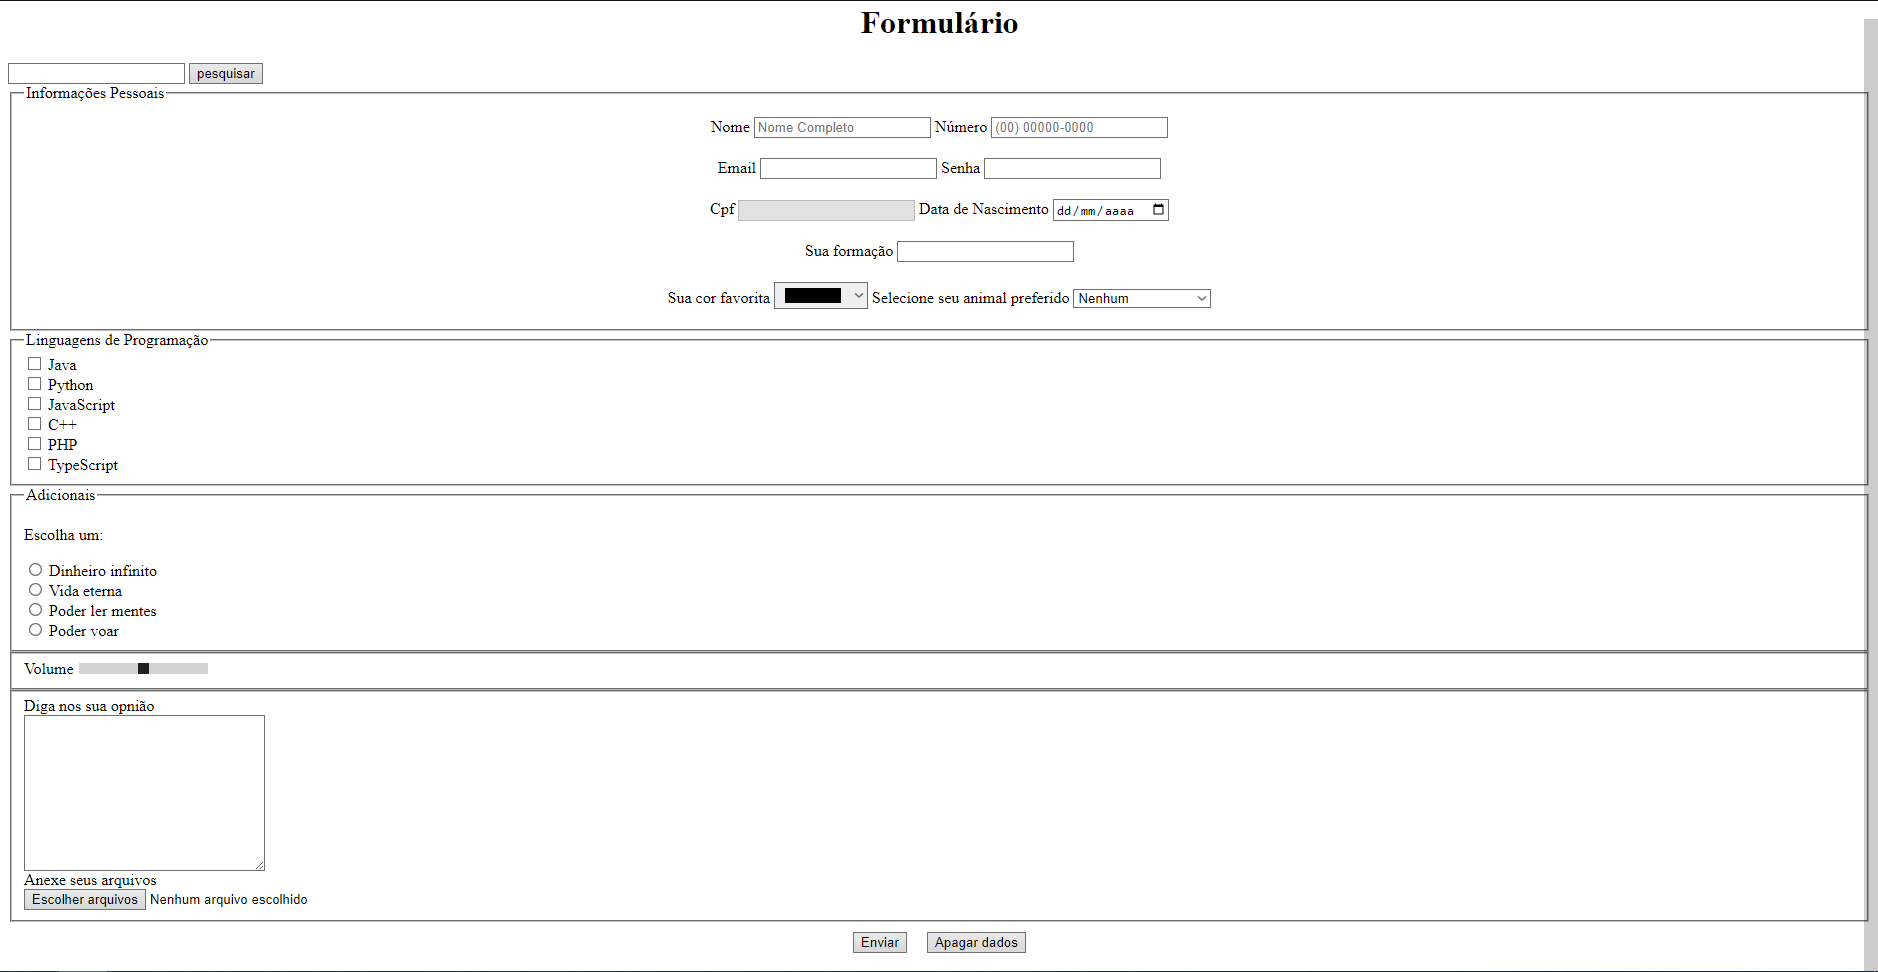 Formulário
pesquisar
Informações Pessoais
Nome Nome Completo Número (00) 00000-0000
Email Senha
Cpf Data de Nascimento dd/mm/aaaa
Sua formação
Sua cor favorita Selecione seu animal preferido Nenhum
Linguagens de Programação
Java
Python
JavaScript
C++
PHP
TypeScript
Adicionais
Escolha um:
Dinheiro infinito
Vida eterna
Poder ler mentes
Poder voar
Volume
Diga nos sua opnião
Anexe seus arquivos
Escolher arquivos Nenhum arquivo escolhido
Enviar Apagar dados